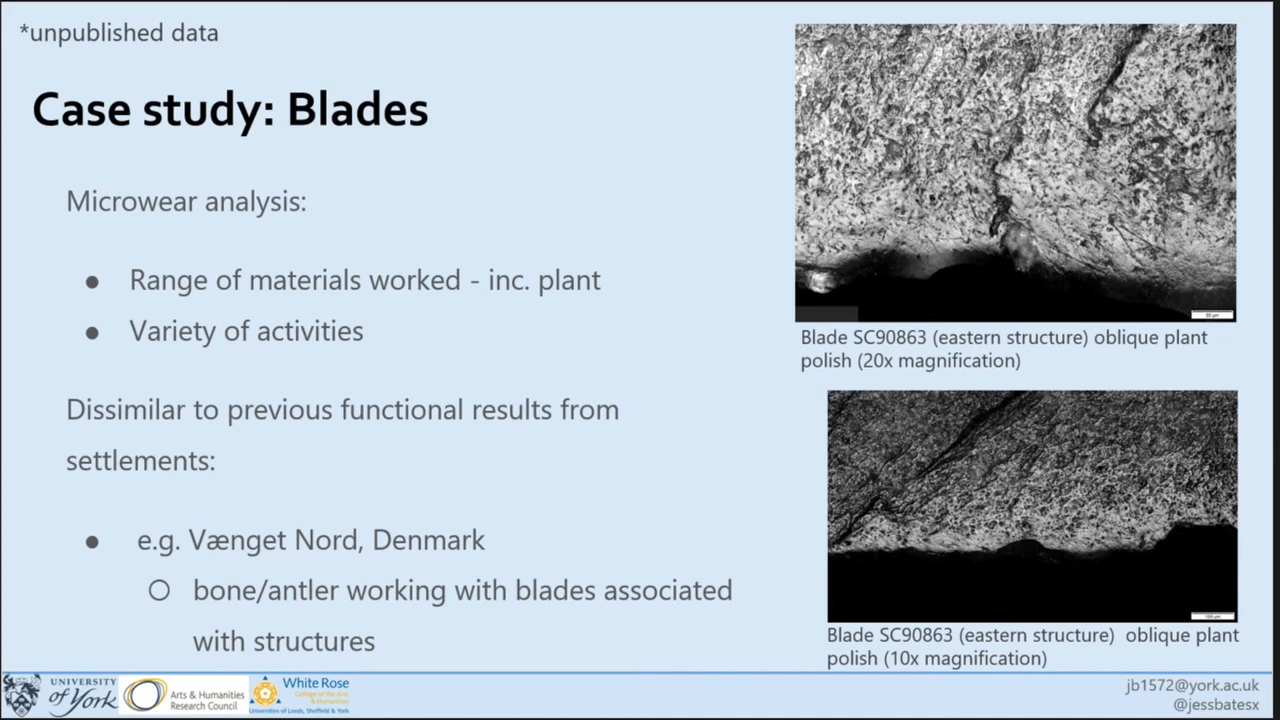 *unpublished data
Case study: Blades
Microwear analysis:
● Range of materials worked - inc. plant
● Variety of activities
Dissimilar to previous functional results from
settlements:
● e.g. Vænget Nord, Denmark
○ bone/antler working with blades associated
with structures
Blade SC90863 (eastern structure) oblique plant
polish (20x magnification)
Blade SC90863 (eastern structure) oblique plant
polish (10x magnification)
UNIVERSITY
of York
Arts & Humanities
Research Council
White Rose
College of the Arts
& Humanities
Universities of Leeds, Sheffield & York
jb1572@york.ac.uk
@jessbatesx